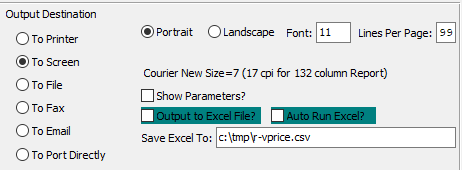 Output Destination
To Printer
To Screen
To File
To Fax
To Email
To Port Directly
Portrait Landscape Font: 11 Lines Per Page: 99
Courier New Size=7 (17 cpi for 132 column Report)
Show Parameters?
Output to Excel File? Auto Run Excel?
Save Excel To: c:\tmp\r-vprice.csv